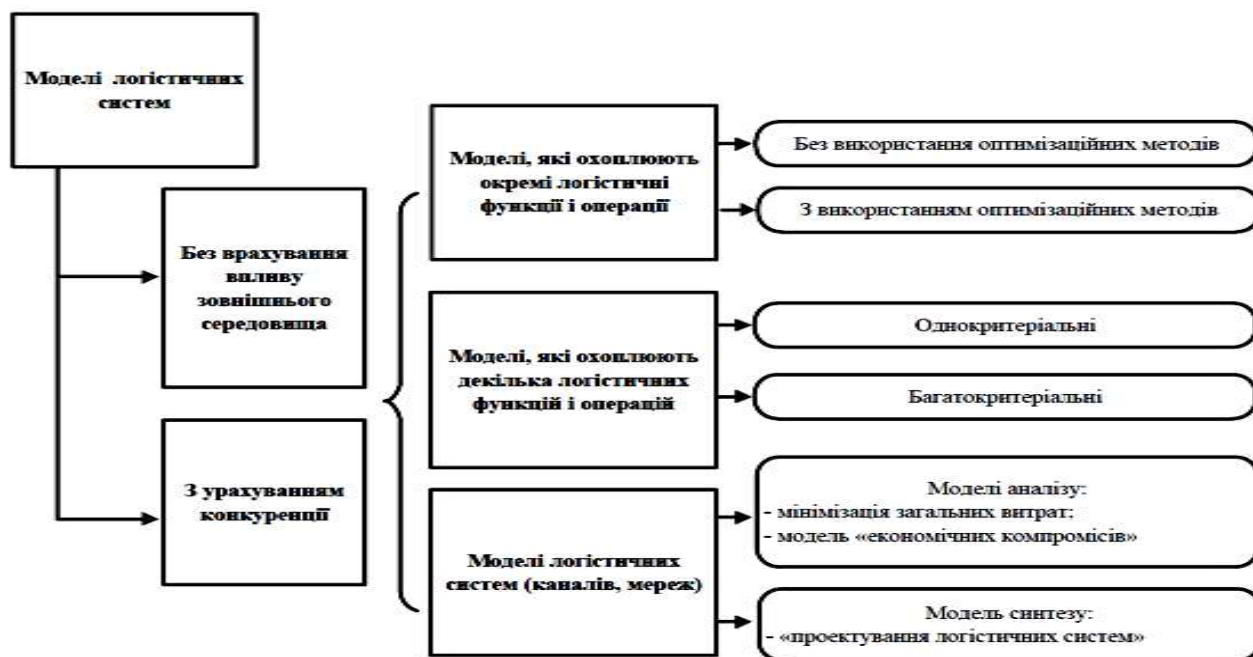 Моделі логістичних
систем
Без врахування
впливу
зовнішнього
середовища
З урахуванням
конкуренції
Моделі, які охоплюють
окремі логістичні
функції і операції
Без використання оптимізаційних методів
З використанням оптимізаційних методів
Моделі, які охоплюють
декілька логістичних
функцій і операцій
Однокритеріальні
Багатокритеріальні
Моделі логістичних
систем (каналів, мереж)
Моделі аналізу:
- мінімізація загальних витрат;
- модель «економічних компромісів»
Модель синтезу:
- «проектування логістичних систем»